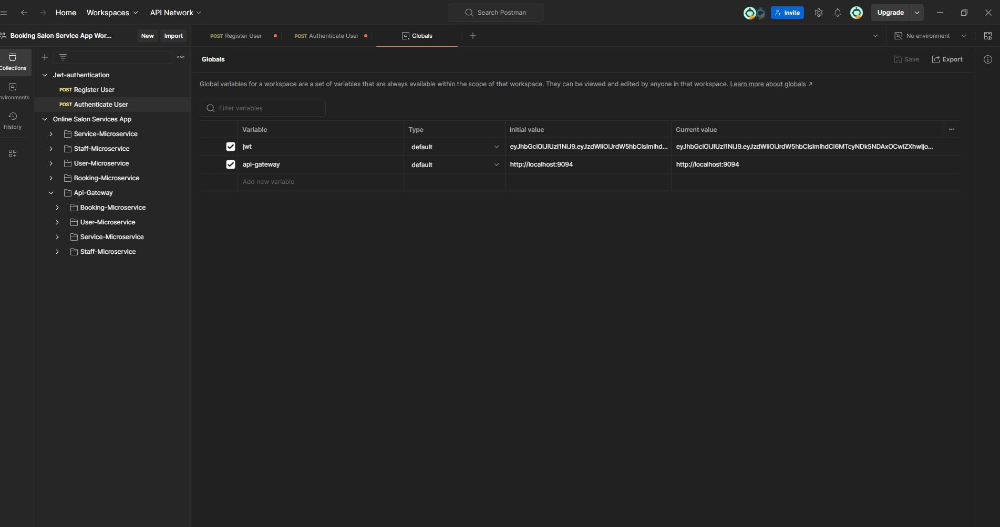 Home Workspaces API Network Search Postman Invite Upgrade
Booking Salon Service App Wor... New Import
POST Register User POST Authenticate User Globals No environment
Collections
nvironments
History
Jwt-authentication
POST Register User
POST Authenticate User
Online Salon Services App
Service-Microservice
Staff-Microservice
User-Microservice
Booking-Microservice
Api-Gateway
Booking-Microservice
User-Microservice
Service-Microservice
Staff-Microservice
Globals Save Export
Global variables for a workspace are a set of variables that are always available within the scope of that workspace. They can be viewed and edited by anyone in that workspace. Learn more about globals
Filter variables
Variable Type Initial value Current value
jwt default eyJhbGciOiJIUzI1NiJ9.eyJzdWIiOiJrdW5hbCIsImlhd... eyJhbGciOiJIUzI1NiJ9.eyJzdWIiOiJrdW5hbCIsImlhdCI6MTcyNDk5NDAxOCwiZXhwIjo...
api-gateway default http://localhost:9094 http://localhost:9094
Add new variable